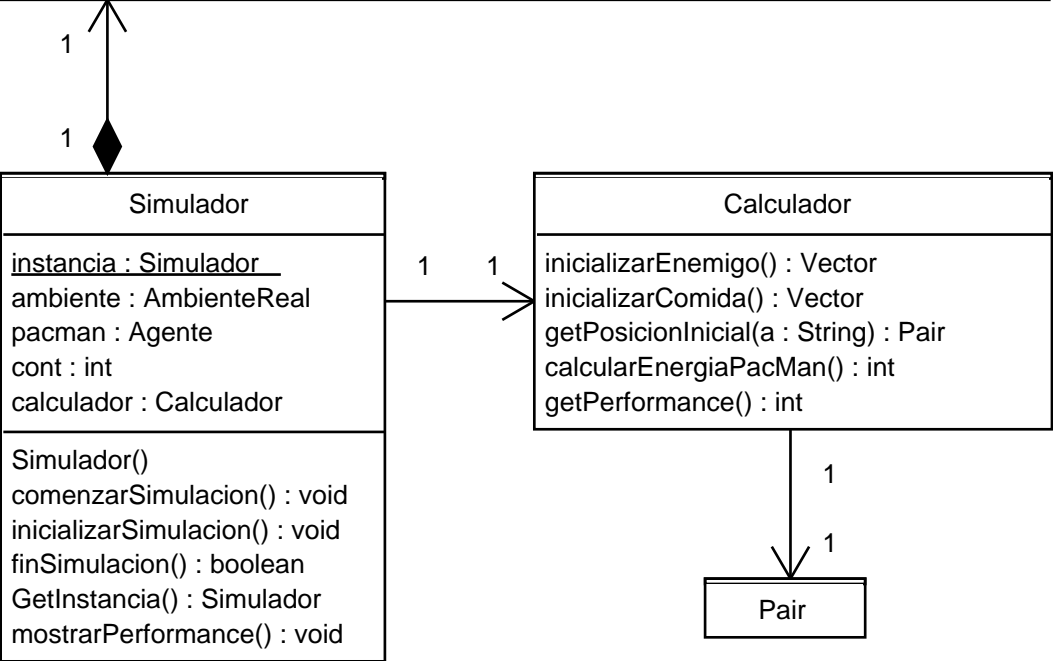 1
1
Simulador
instancia : Simulador
ambiente : AmbienteReal
pacman : Agente
cont : int
calculador : Calculador
Simulador()
comenzarSimulacion() : void
inicializarSimulacion() : void
finSimulacion() : boolean
GetInstancia() : Simulador
mostrarPerformance() : void
1 1
Calculador
inicializarEnemigo() : Vector
inicializarComida() : Vector
getPosicionInicial(a : String) : Pair
calcularEnergiaPacMan() : int
getPerformance() : int
1
1
Pair